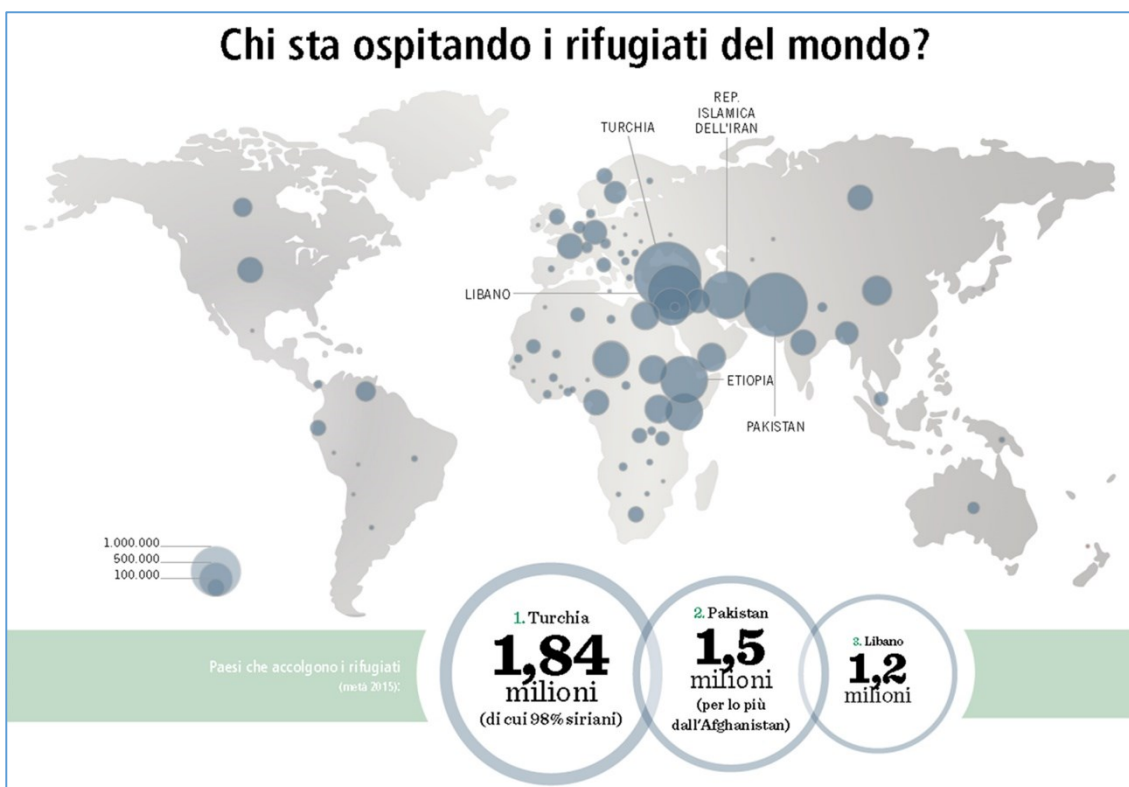 Chi sta ospitando i rifugiati del mondo?
REP.
ISLAMICA
DELL'IRAN
TURCHIA
LIBANO
ETIOPIA
PAKISTAN
1.000.000
500.000
100.000
Paesi che accolgono i rifugiati
(metà 2015):
1. Turchia
1,84
milioni
(di cui 98% siriani)
2. Pakistan
1,5
milioni
(per lo più
dall'Afghanistan)
3. Libano
1,2
milioni